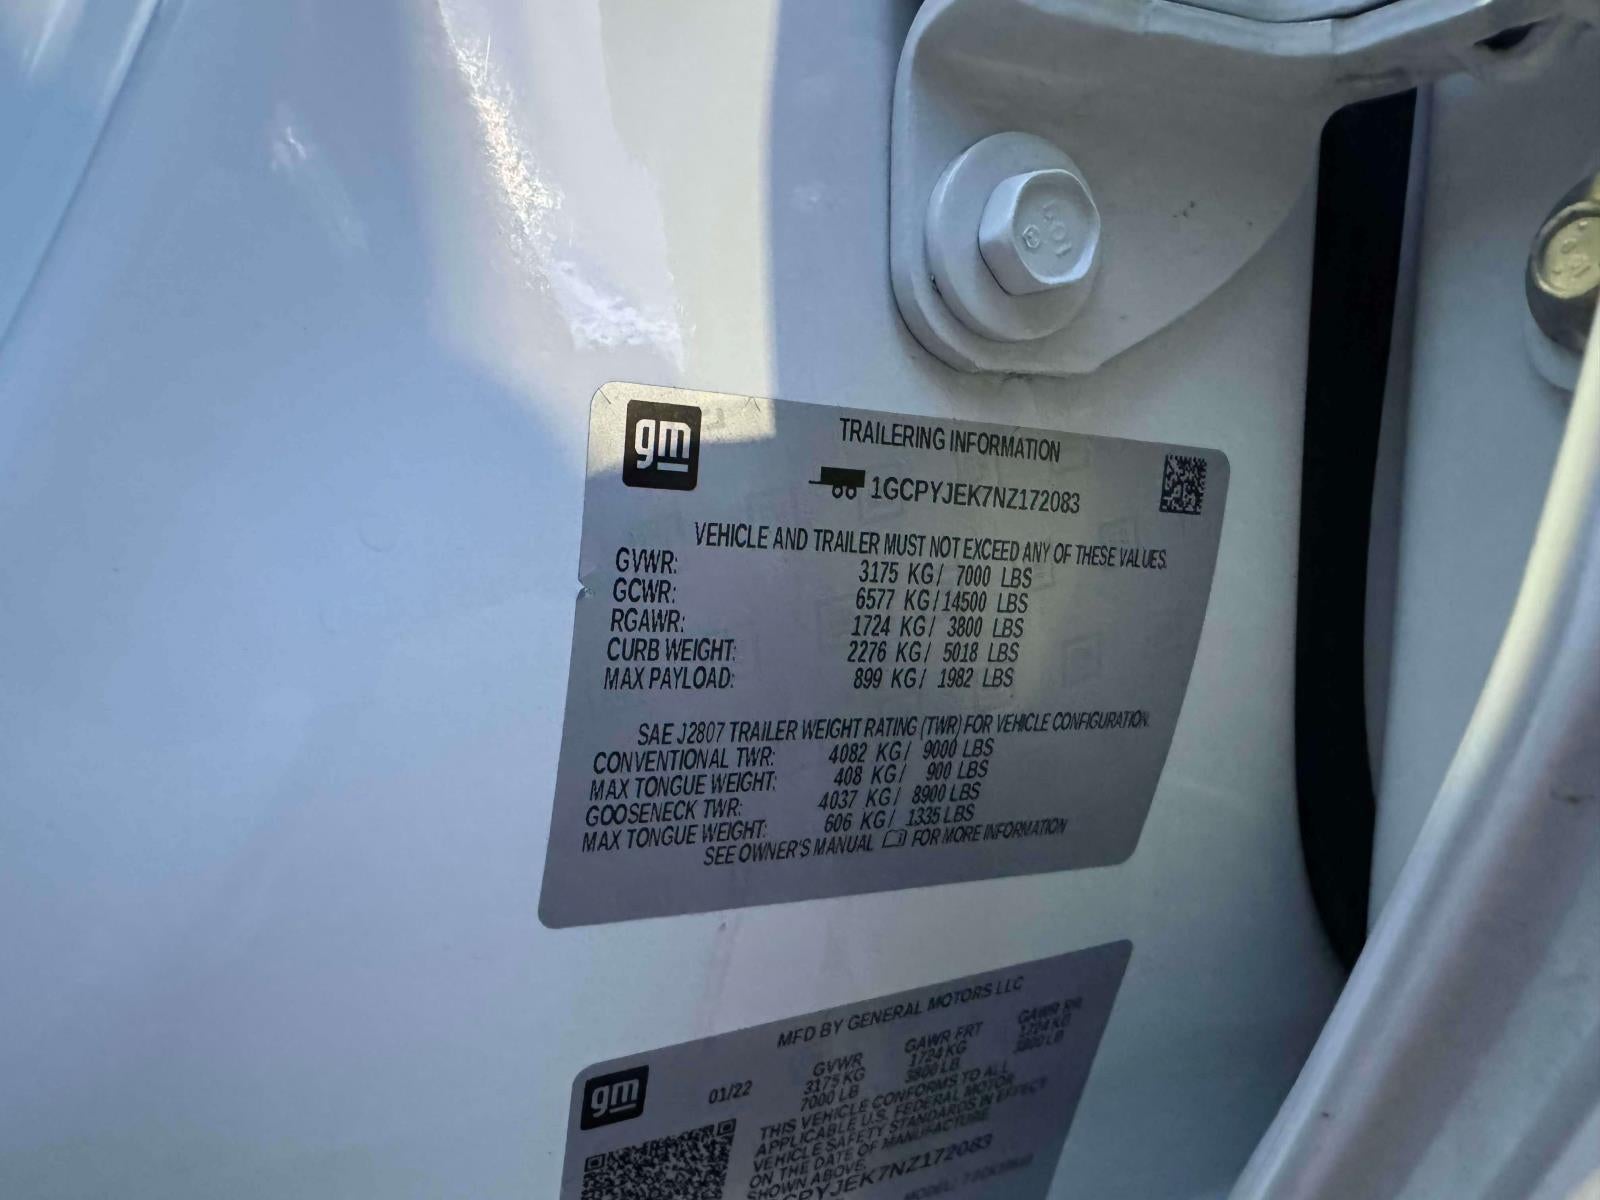 gm
TRAILERING INFORMATION
1GCPYJEK7NZ172083
VEHICLE AND TRAILER MUST NOT EXCEED ANY OF THESE VALUES.
GVWR: 3175 KG/ 7000 LBS
GCWR: 6577 KG/14500 LBS
RGAWR: 1724 KG/ 3800 LBS
CURB WEIGHT: 2276 KG/ 5018 LBS
MAX PAYLOAD: 899 KG/ 1982 LBS
SAE J2807 TRAILER WEIGHT RATING (TWR) FOR VEHICLE CONFIGURATION.
CONVENTIONAL TWR: 4082 KG/ 9000 LBS
MAX TONGUE WEIGHT: 408 KG/ 900 LBS
GOOSENECK TWR: 4037 KG/ 8900 LBS
MAX TONGUE WEIGHT: 606 KG/ 1335 LBS
SEE OWNER'S MANUAL FOR MORE INFORMATION
MFD BY GENERAL MOTORS LLC
gm
01/22
GVWR GAWR FRT GAWR RR
3175 KG 1724 KG 1724 KG
7000 LB 3800 LB 3800 LB
THIS VEHICLE CONFORMS TO ALL
APPLICABLE U.S. FEDERAL MOTOR
VEHICLE SAFETY STANDARDS IN EFFECT
ON THE DATE OF MANUFACTURE
SHOWN ABOVE.
GCPYJEK7NZ172083
MODEL: